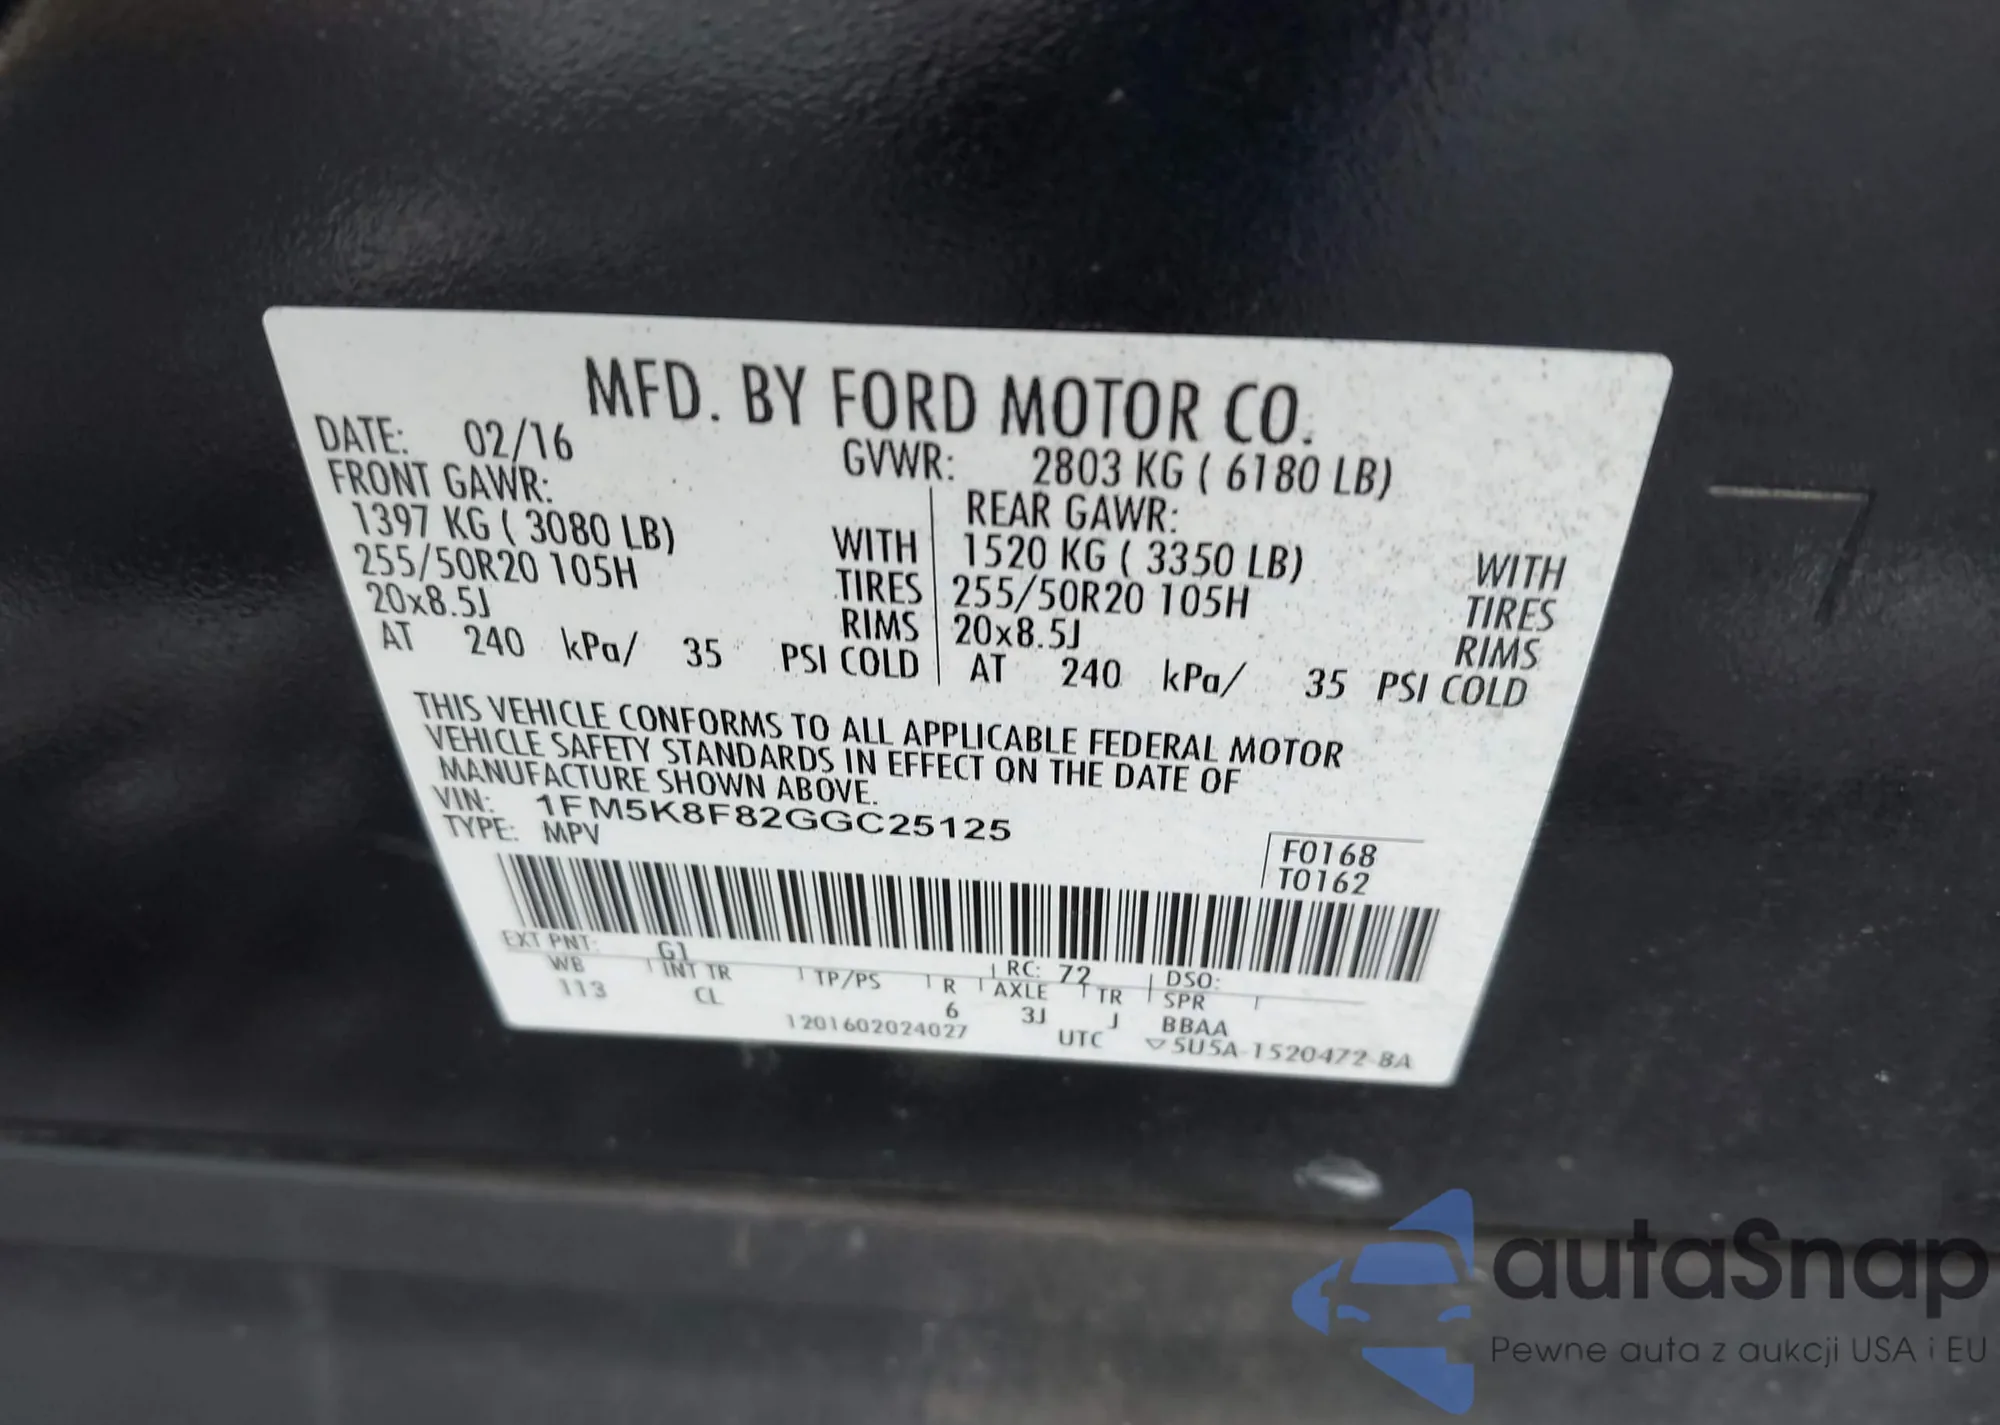 MFD. BY FORD MOTOR CO.
DATE: 02/16 GVWR: 2803 KG ( 6180 LB)
FRONT GAWR: REAR GAWR:
1397 KG ( 3080 LB) WITH 1520 KG ( 3350 LB) WITH
255/50R20 105H TIRES 255/50R20 105H TIRES
20x8.5J RIMS 20x8.5J RIMS
AT 240 kPa/ 35 PSI COLD AT 240 kPa/ 35 PSI COLD
THIS VEHICLE CONFORMS TO ALL APPLICABLE FEDERAL MOTOR
VEHICLE SAFETY STANDARDS IN EFFECT ON THE DATE OF
MANUFACTURE SHOWN ABOVE.
VIN: 1FM5K8F82GGC25125
TYPE: MPV
F0168
T0162
EXT PNT: G1 RC: 72 DSO:
WB INT TR TP/PS R AXLE TR SPR
113 CL 6 3J J BBAA
1201602024027 UTC ▽5U5A-1520472-BA
autaSnap
Pewne auta z aukcji USA i EU